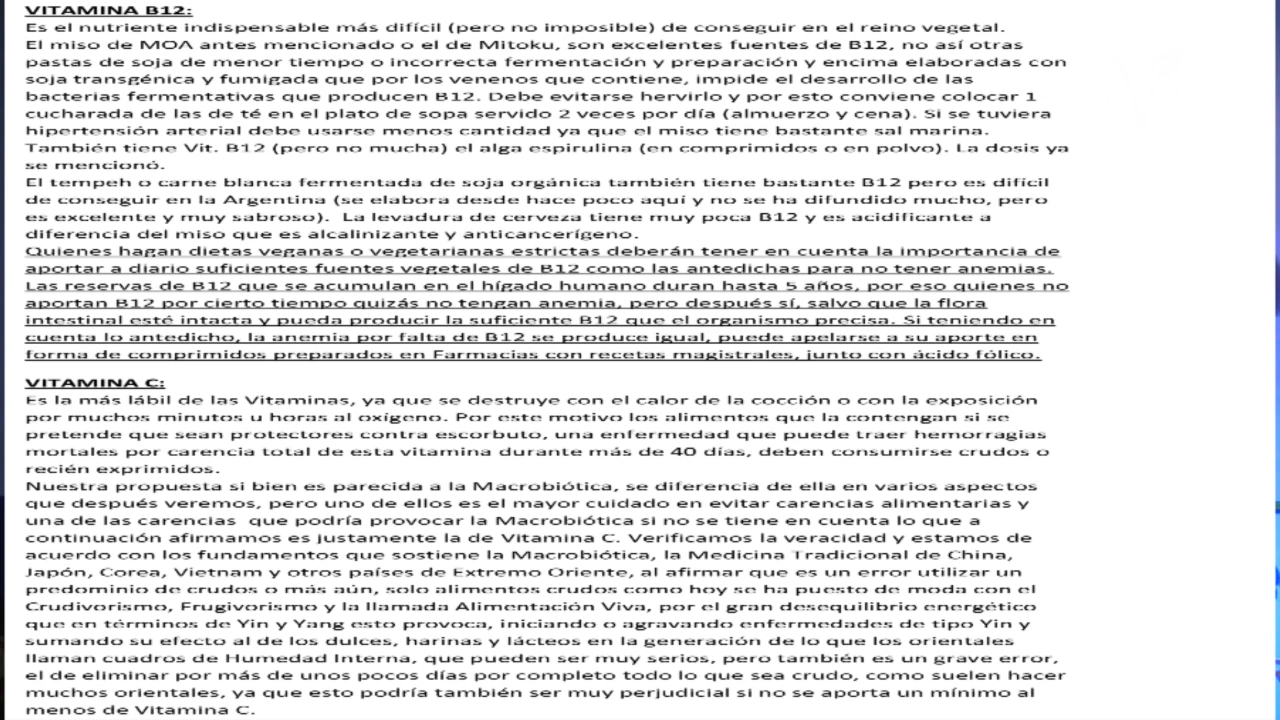 VITAMINA B12:
Es el nutriente indispensable más difícil (pero no imposible) de conseguir en el reino vegetal.
El miso de MOA antes mencionado o el de Mitoku, son excelentes fuentes de B12, no así otras
pastas de soja de menor tiempo o incorrecta fermentación y preparación y encima elaboradas con
soja transgénica y fumigada que por los venenos que contiene, impide el desarrollo de las
bacterias fermentativas que producen B12. Debe evitarse hervirlo y por esto conviene colocar 1
cucharada de las de té en el plato de sopa servido 2 veces por día (almuerzo y cena). Si se tuviera
hipertensión arterial debe usarse menos cantidad ya que el miso tiene bastante sal marina.
También tiene Vit. B12 (pero no mucha) el alga espirulina (en comprimidos o en polvo). La dosis ya
se mencionó.
El tempeh o carne blanca fermentada de soja orgánica también tiene bastante B12 pero es difícil
de conseguir en la Argentina (se elabora desde hace poco aquí y no se ha difundido mucho, pero
es excelente y muy sabroso).  La levadura de cerveza tiene muy poca B12 y es acidificante a
diferencia del miso que es alcalinizante y anticancerígeno.
Quienes hagan dietas veganas o vegetarianas estrictas deberán tener en cuenta la importancia de
aportar a diario suficientes fuentes vegetales de B12 como las antedichas para no tener anemias.
Las reservas de B12 que se acumulan en el hígado humano duran hasta 5 años, por eso quienes no
aportan B12 por cierto tiempo quizás no tengan anemia, pero después sí, salvo que la flora
intestinal esté intacta y pueda producir la suficiente B12 que el organismo precisa. Si teniendo en
cuenta lo antedicho, la anemia por falta de B12 se produce igual, puede apelarse a su aporte en
forma de comprimidos preparados en Farmacias con recetas magistrales, junto con ácido fólico.
VITAMINA C:
Es la más lábil de las Vitaminas, ya que se destruye con el calor de la cocción o con la exposición
por muchos minutos u horas al oxígeno. Por este motivo los alimentos que la contengan si se
pretende que sean protectores contra escorbuto, una enfermedad que puede traer hemorragias
mortales por carencia total de esta vitamina durante más de 40 días, deben consumirse crudos o
recién exprimidos.
Nuestra propuesta si bien es parecida a la Macrobiótica, se diferencia de ella en varios aspectos
que después veremos, pero uno de ellos es el mayor cuidado en evitar carencias alimentarias y
una de las carencias  que podría provocar la Macrobiótica si no se tiene en cuenta lo que a
continuación afirmamos es justamente la de Vitamina C. Verificamos la veracidad y estamos de
acuerdo con los fundamentos que sostiene la Macrobiótica, la Medicina Tradicional de China,
Japón, Corea, Vietnam y otros países de Extremo Oriente, al afirmar que es un error utilizar un
predominio de crudos o más aún, solo alimentos crudos como hoy se ha puesto de moda con el
Crudivorismo, Frugivorismo y la llamada Alimentación Viva, por el gran desequilibrio energético
que en términos de Yin y Yang esto provoca, iniciando o agravando enfermedades de tipo Yin y
sumando su efecto al de los dulces, harinas y lácteos en la generación de lo que los orientales
llaman cuadros de Humedad Interna, que pueden ser muy serios, pero también es un grave error,
el de eliminar por más de unos pocos días por completo todo lo que sea crudo, como suelen hacer
muchos orientales, ya que esto podría también ser muy perjudicial si no se aporta un mínimo al
menos de Vitamina C.